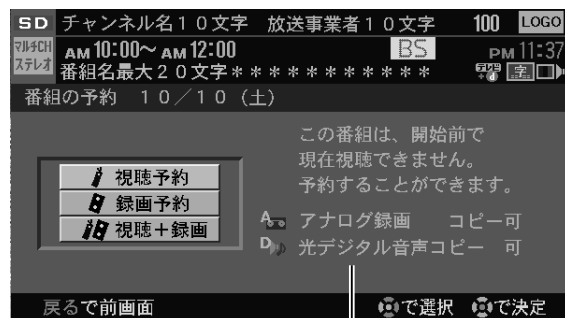 SD チャンネル名10文字 放送事業者10文字 100 LOGO
マルチCH ステレオ AM 10:00〜 AM 12:00 BS PM 11:37
番組名最大20文字＊＊＊＊＊＊＊＊＊＊ 字
番組の予約 10／10（土）
この番組は、開始前で
現在視聴できません。
予約することができます。
視聴予約
録画予約
視聴＋録画
A アナログ録画 コピー可
D 光デジタル音声コピー 可
戻るで前画面 で選択 で決定